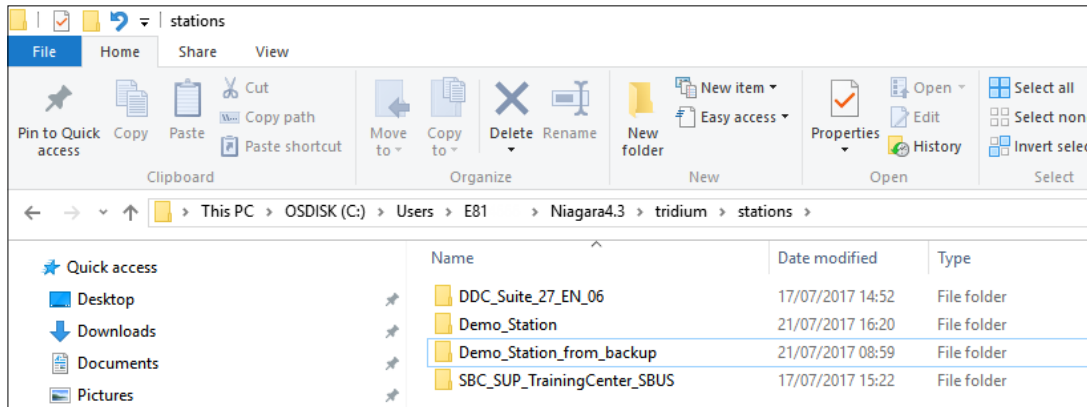 stations
File Home Share View
Pin to Quick access
Copy
Paste
Cut
Copy path
Paste shortcut
Clipboard
Move to
Copy to
Delete
Rename
Organize
New folder
New item
Easy access
New
Properties
Open
Edit
History
Open
Select all
Select non
Invert selec
Select
This PC > OSDISK (C:) > Users > E81 > Niagara4.3 > tridium > stations >
Quick access
Desktop
Downloads
Documents
Pictures
Name Date modified Type
DDC_Suite_27_EN_06 17/07/2017 14:52 File folder
Demo_Station 21/07/2017 16:20 File folder
Demo_Station_from_backup 21/07/2017 08:59 File folder
SBC_SUP_TrainingCenter_SBUS 17/07/2017 15:22 File folder